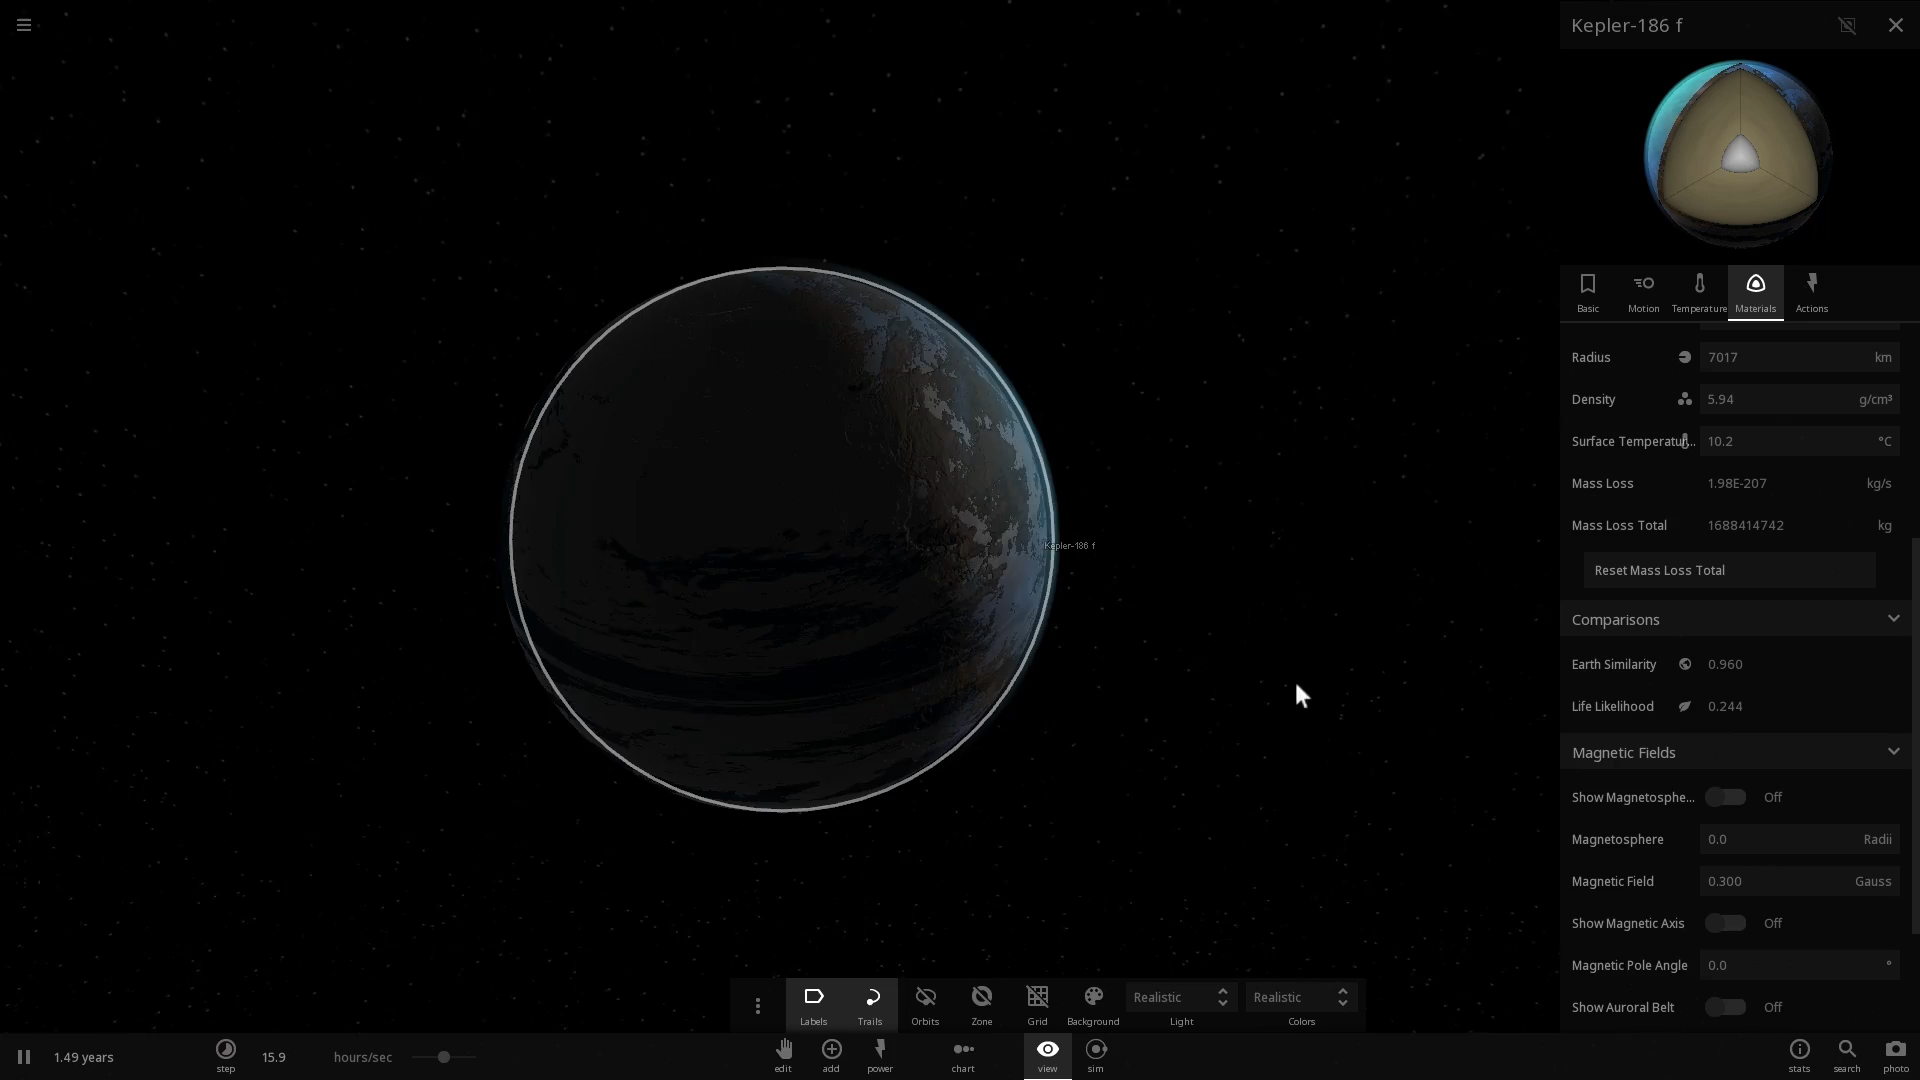 Kepler-186 f
Basic
Motion
Temperature
Materials
Actions
Radius 7017 km
Density 5.94 g/cm³
Surface Temperatur... 10.2 °C
Mass Loss 1.98E-207 kg/s
Mass Loss Total 1688414742 kg
Reset Mass Loss Total
Comparisons
Earth Similarity 0.960
Life Likelihood 0.244
Magnetic Fields
Show Magnetosphe... Off
Magnetosphere 0.0 Radii
Magnetic Field 0.300 Gauss
Show Magnetic Axis Off
Magnetic Pole Angle 0.0 °
Show Auroral Belt Off
Kepler-186 f
Labels
Trails
Orbits
Zone
Grid
Background
Realistic
Light
Realistic
Colors
1.49 years
step
15.9 hours/sec
edit
add
power
chart
view
sim
stats
search
photo